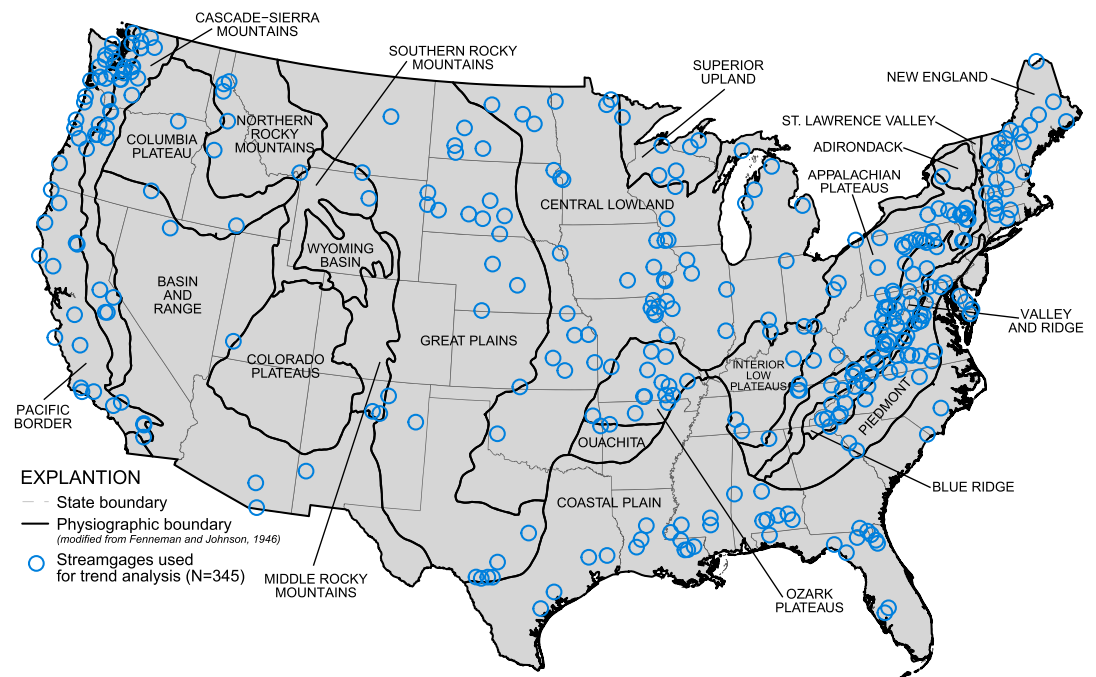 CASCADE−SIERRA
MOUNTAINS
SOUTHERN ROCKY
MOUNTAINS
SUPERIOR
UPLAND
NEW ENGLAND
ST. LAWRENCE VALLEY
ADIRONDACK
APPALACHIAN
PLATEAUS
COLUMBIA
PLATEAU
NORTHERN
ROCKY
MOUNTAINS
CENTRAL LOWLAND
WYOMING
BASIN
BASIN
AND
RANGE
COLORADO
PLATEAUS
GREAT PLAINS
INTERIOR
LOW
PLATEAUS
VALLEY
AND RIDGE
PIEDMONT
PACIFIC
BORDER
OUACHITA
COASTAL PLAIN
BLUE RIDGE
MIDDLE ROCKY
MOUNTAINS
OZARK
PLATEAUS
EXPLANTION
State boundary
Physiographic boundary
(modified from Fenneman and Johnson, 1946)
Streamgages used
for trend analysis (N=345)